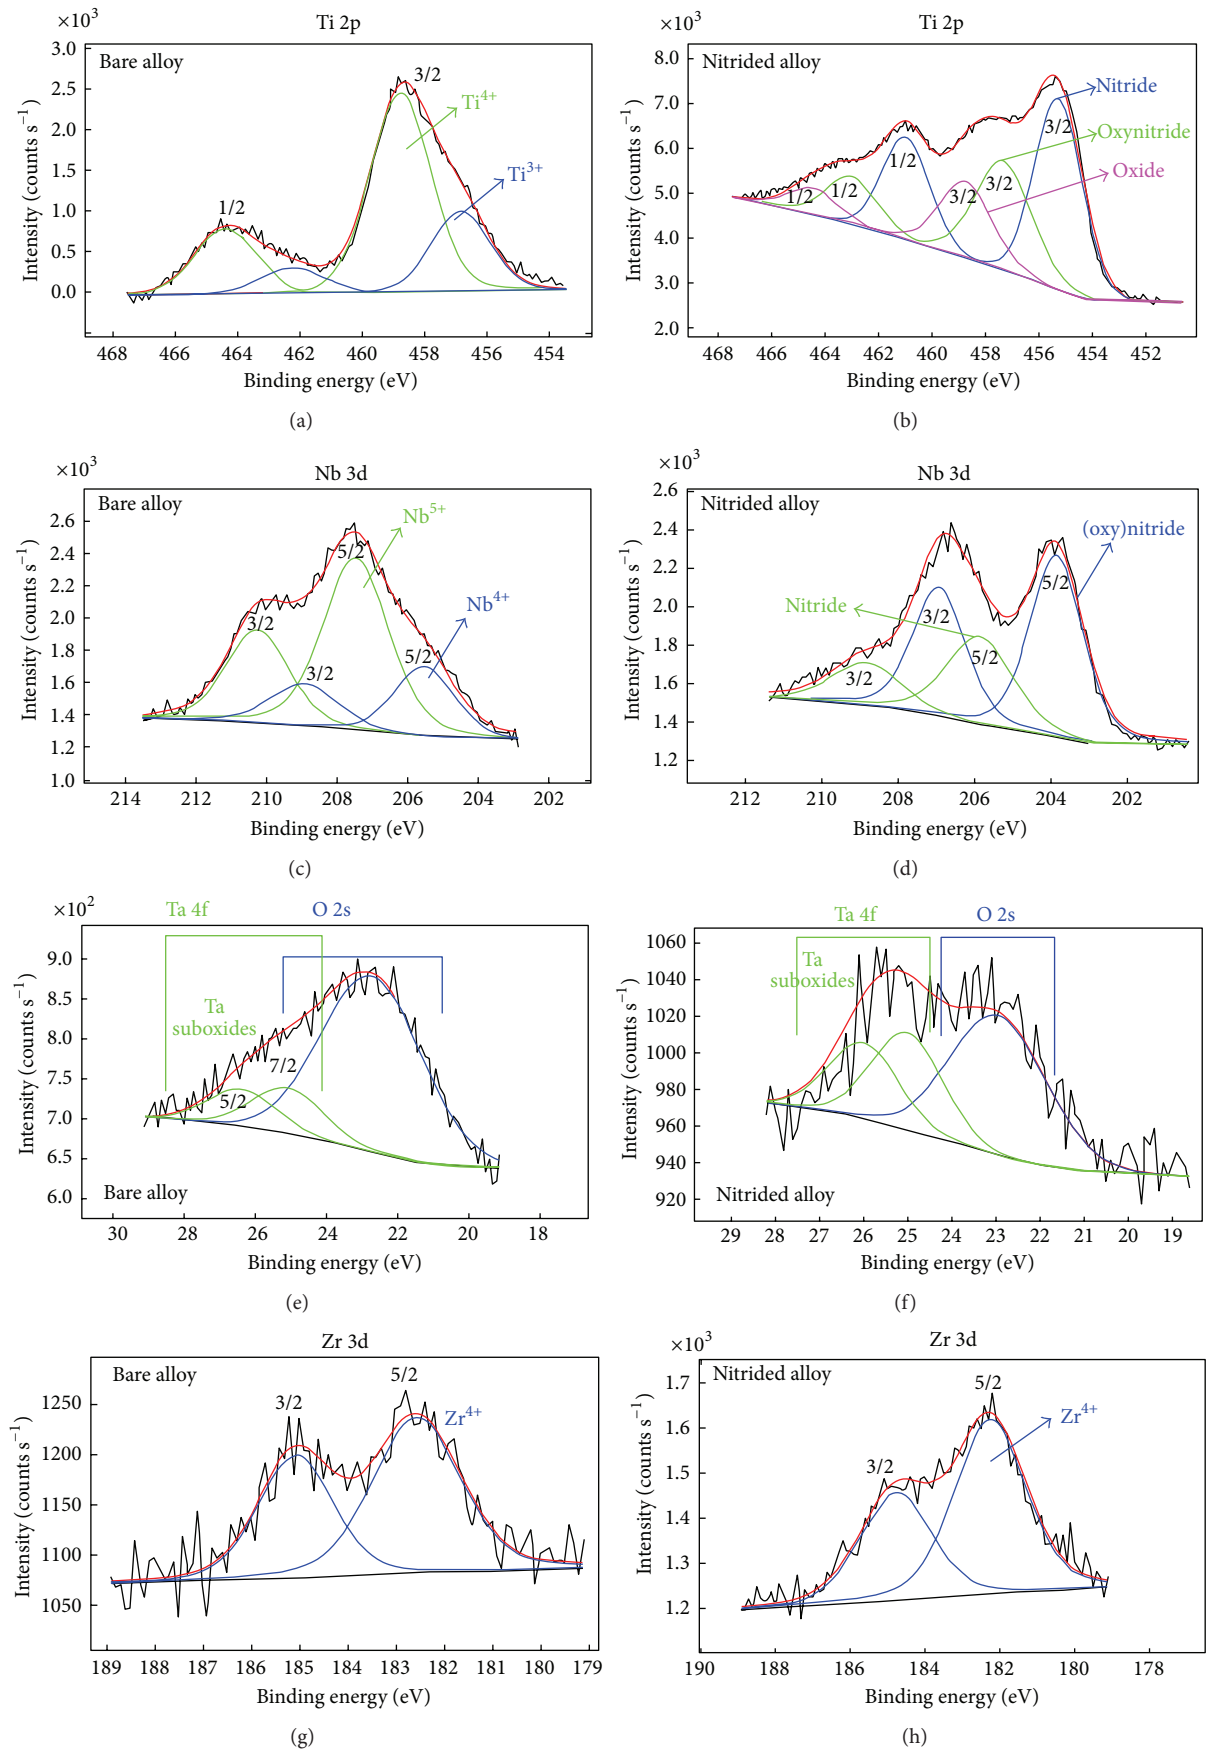 Ti 2p
×10³
Bare alloy
3.0
2.5
2.0
1.5
1.0
0.5
0.0
3/2
1/2
Ti⁴⁺
Ti³⁺
Intensity (counts s⁻¹)
468 466 464 462 460 458 456 454
Binding energy (eV)
(a)
Ti 2p
×10³
Nitrided alloy
8.0
7.0
6.0
5.0
4.0
3.0
2.0
Nitride
Oxynitride
Oxide
1/2
1/2
1/2
3/2
3/2
3/2
Intensity (counts s⁻¹)
468 466 464 462 460 458 456 454 452
Binding energy (eV)
(b)
Nb 3d
×10³
Bare alloy
2.6
2.4
2.2
2.0
1.8
1.6
1.4
1.2
1.0
Nb⁵⁺
Nb⁴⁺
3/2
3/2
5/2
5/2
Intensity (counts s⁻¹)
214 212 210 208 206 204 202
Binding energy (eV)
(c)
Nb 3d
×10³
Nitrided alloy
2.6
2.4
2.2
2.0
1.8
1.6
1.4
1.2
(oxy)nitride
Nitride
3/2
3/2
5/2
5/2
Intensity (counts s⁻¹)
212 210 208 206 204 202
Binding energy (eV)
(d)
×10²
Ta 4f
O 2s
9.0
8.5
8.0
7.5
7.0
6.5
6.0
Ta
suboxides
5/2
7/2
Bare alloy
Intensity (counts s⁻¹)
30 28 26 24 22 20 18
Binding energy (eV)
(e)
Ta 4f
O 2s
1060
1040
1020
1000
980
960
940
920
Ta
suboxides
Nitrided alloy
Intensity (counts s⁻¹)
29 28 27 26 25 24 23 22 21 20 19
Binding energy (eV)
(f)
Zr 3d
Bare alloy
1250
1200
1150
1100
1050
3/2
5/2
Zr⁴⁺
Intensity (counts s⁻¹)
189 188 187 186 185 184 183 182 181 180 179
Binding energy (eV)
(g)
Zr 3d
×10³
Nitrided alloy
1.7
1.6
1.5
1.4
1.3
1.2
3/2
5/2
Zr⁴⁺
Intensity (counts s⁻¹)
190 188 186 184 182 180 178
Binding energy (eV)
(h)